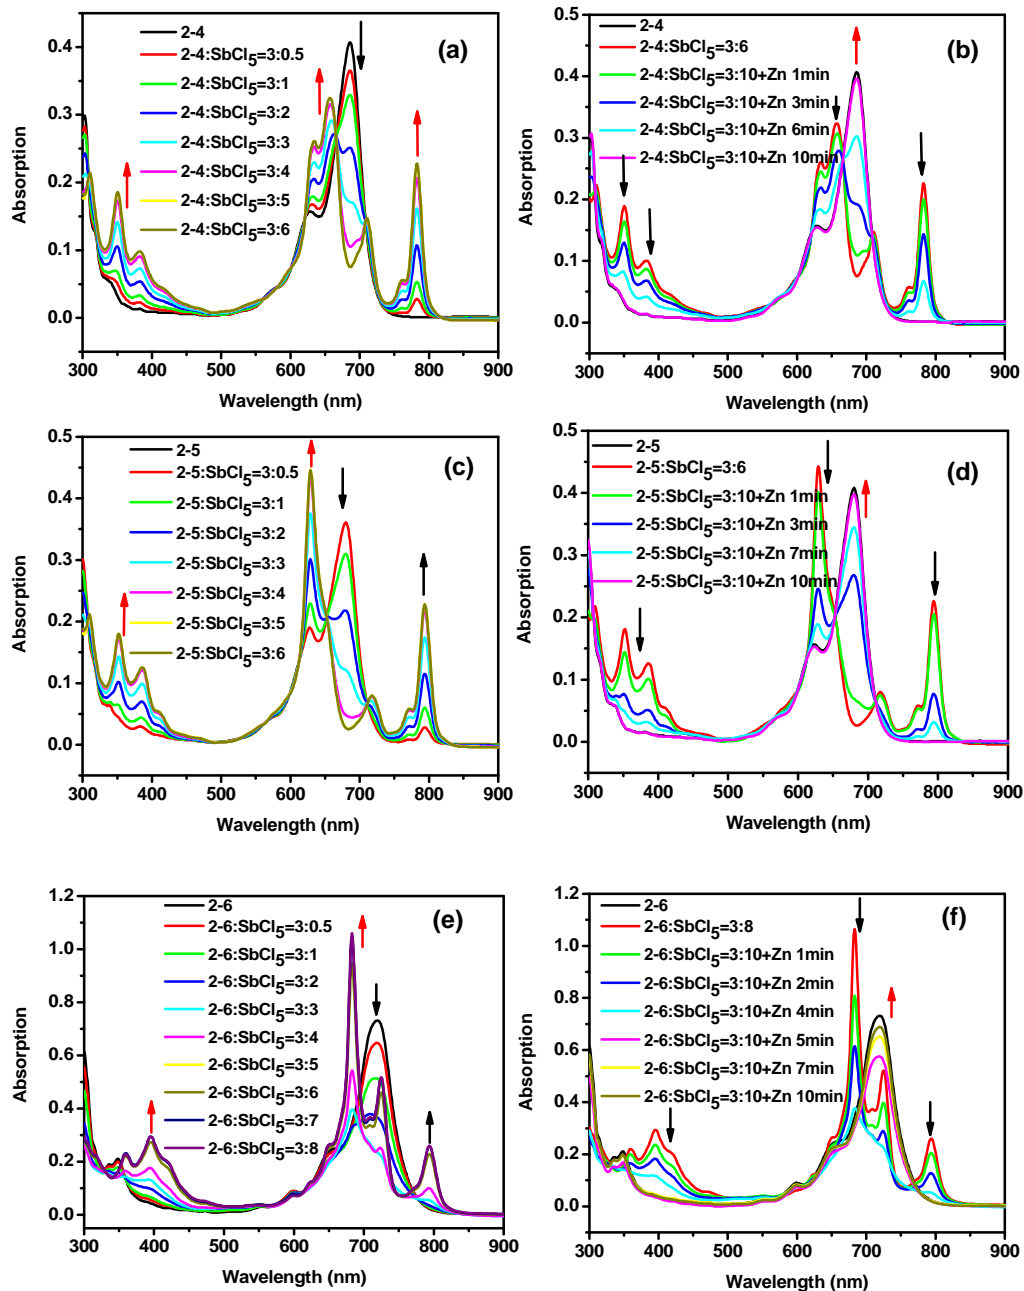 (a)
2-4
2-4:SbCl5=3:0.5
2-4:SbCl5=3:1
2-4:SbCl5=3:2
2-4:SbCl5=3:3
2-4:SbCl5=3:4
2-4:SbCl5=3:5
2-4:SbCl5=3:6
Absorption
0.4
0.3
0.2
0.1
0.0
300 400 500 600 700 800 900
Wavelength (nm)
(b)
2-4
2-4:SbCl5=3:6
2-4:SbCl5=3:10+Zn 1min
2-4:SbCl5=3:10+Zn 3min
2-4:SbCl5=3:10+Zn 6min
2-4:SbCl5=3:10+Zn 10min
Absorption
0.5
0.4
0.3
0.2
0.1
0.0
300 400 500 600 700 800 900
Wavelength (nm)
(c)
2-5
2-5:SbCl5=3:0.5
2-5:SbCl5=3:1
2-5:SbCl5=3:2
2-5:SbCl5=3:3
2-5:SbCl5=3:4
2-5:SbCl5=3:5
2-5:SbCl5=3:6
Absorption
0.5
0.4
0.3
0.2
0.1
0.0
300 400 500 600 700 800 900
Wavelength (nm)
(d)
2-5
2-5:SbCl5=3:6
2-5:SbCl5=3:10+Zn 1min
2-5:SbCl5=3:10+Zn 3min
2-5:SbCl5=3:10+Zn 7min
2-5:SbCl5=3:10+Zn 10min
Absorption
0.5
0.4
0.3
0.2
0.1
0.0
300 400 500 600 700 800 900
Wavelength (nm)
(e)
2-6
2-6:SbCl5=3:0.5
2-6:SbCl5=3:1
2-6:SbCl5=3:2
2-6:SbCl5=3:3
2-6:SbCl5=3:4
2-6:SbCl5=3:5
2-6:SbCl5=3:6
2-6:SbCl5=3:7
2-6:SbCl5=3:8
Absorption
1.2
1.0
0.8
0.6
0.4
0.2
0.0
300 400 500 600 700 800 900
Wavelength (nm)
(f)
2-6
2-6:SbCl5=3:8
2-6:SbCl5=3:10+Zn 1min
2-6:SbCl5=3:10+Zn 2min
2-6:SbCl5=3:10+Zn 4min
2-6:SbCl5=3:10+Zn 5min
2-6:SbCl5=3:10+Zn 7min
2-6:SbCl5=3:10+Zn 10min
Absorption
1.2
1.0
0.8
0.6
0.4
0.2
0.0
300 400 500 600 700 800 900
Wavelength (nm)